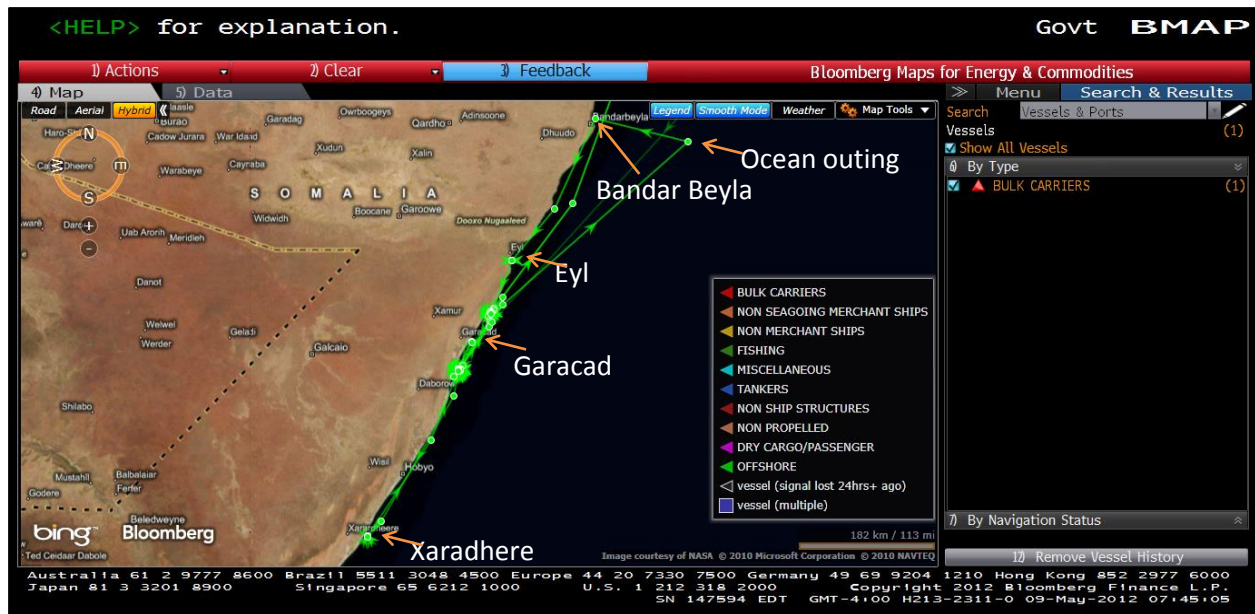 <HELP> for explanation. Govt BMAP
1) Actions 2) Clear 3) Feedback Bloomberg Maps for Energy & Commodities
4) Map 5) Data Menu Search & Results
Road Aerial Hybrid Legend Smooth Mode Weather Map Tools
Search Vessels & Ports
Vessels (1)
Show All Vessels
6) By Type
BULK CARRIERS (1)
7) By Navigation Status
12) Remove Vessel History
Burao
Garadag
Owrboogeys
Qardho
Adinsoone
Bandarbeyla
Cadow Jurara
War Idaad
Dhuudo
Xudun
Xalin
Warabeye
Cayraba
SOMALIA
Widwidh
Boocane
Garoowe
Dooxo Nugaaleed
Uab Arorih
Meridleh
Eyl
Danot
Xamur
Welwel
Werder
Geladi
Galcaio
Daborow
Shilabo
Wisil
Hobyo
Mustahil
Balbalaiar
Ferfer
Godere
Beledweyne
Xarardheere
Ted Ceidaar Dabole
N
E
S
W
Ocean outing
Bandar Beyla
Eyl
Garacad
Xaradhere
BULK CARRIERS
NON SEAGOING MERCHANT SHIPS
NON MERCHANT SHIPS
FISHING
MISCELLANEOUS
TANKERS
NON SHIP STRUCTURES
NON PROPELLED
DRY CARGO/PASSENGER
OFFSHORE
vessel (signal lost 24hrs+ ago)
vessel (multiple)
182 km / 113 mi
bing Bloomberg
Image courtesy of NASA © 2010 Microsoft Corporation © 2010 NAVTEQ
Australia 61 2 9777 8600 Brazil 5511 3048 4500 Europe 44 20 7330 7500 Germany 49 69 9204 1210 Hong Kong 852 2977 6000
Japan 81 3 3201 8900 Singapore 65 6212 1000 U.S. 1 212 318 2000 Copyright 2012 Bloomberg Finance L.P.
SN 147594 EDT GMT-4:00 H213-2311-0 09-May-2012 07:45:05